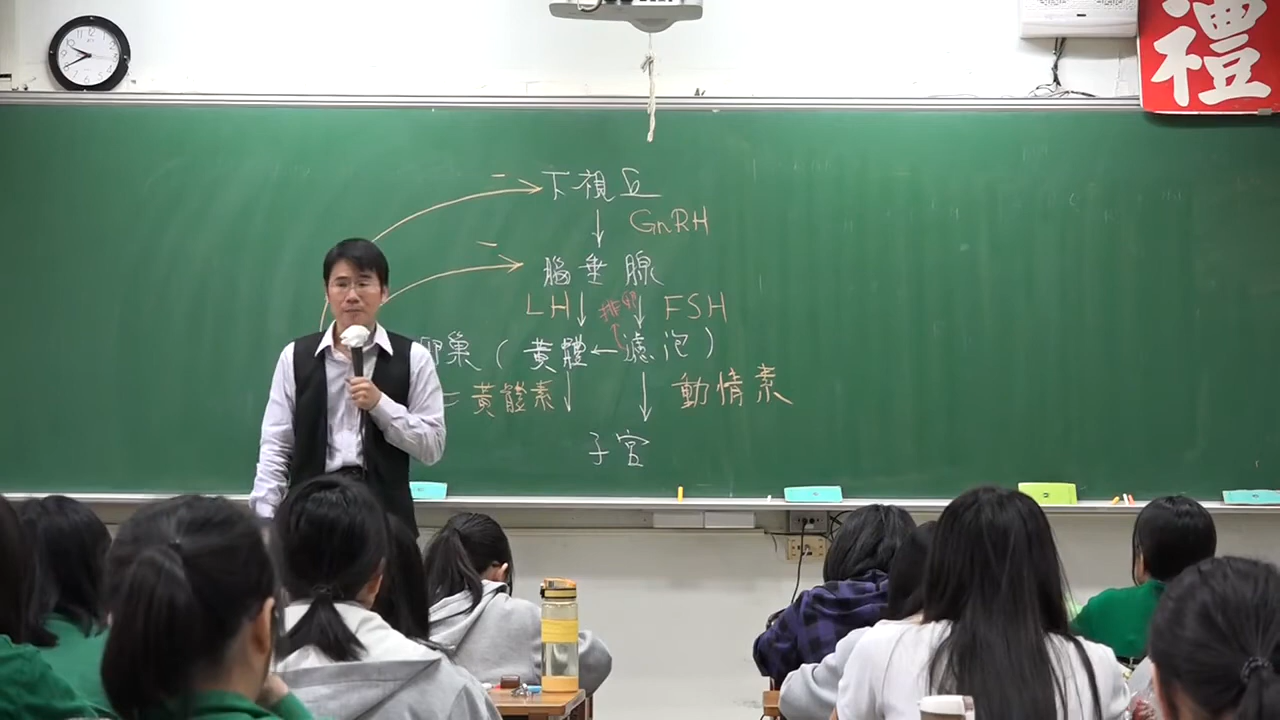 禮
下視丘
GnRH
腦垂腺
LH 排卵 FSH
卵巢（黃體←濾泡）
黃體素 動情素
子宮